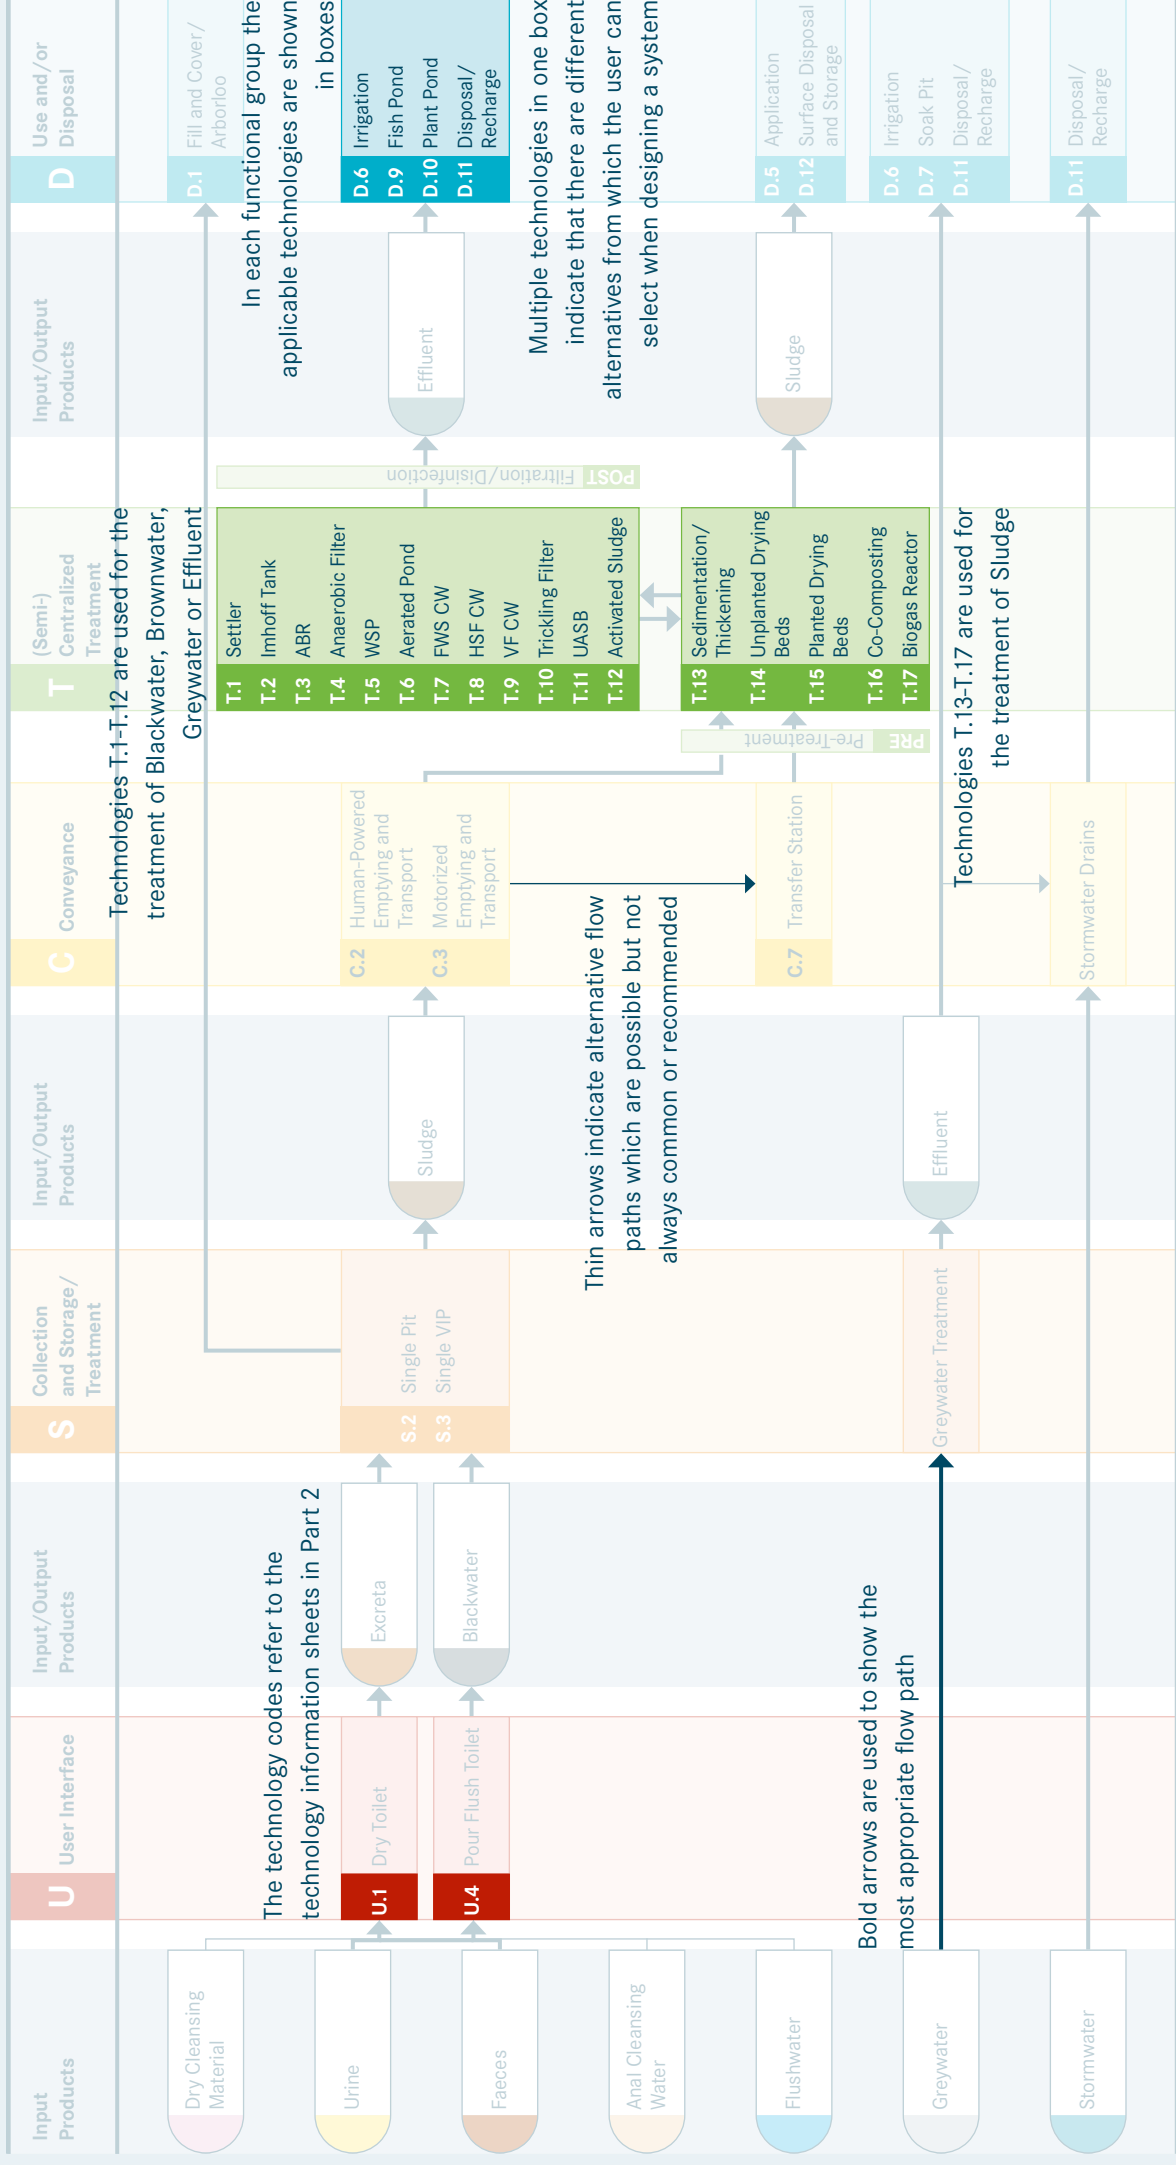 Input
Products
U
User Interface
Input/Output
Products
S
Collection
and Storage/
Treatment
Input/Output
Products
C
Conveyance
T
(Semi-)
Centralized
Treatment
Input/Output
Products
D
Use and/or
Disposal
Dry Cleansing
Material
Urine
Faeces
Anal Cleansing
Water
Flushwater
Greywater
Stormwater
The technology codes refer to the
technology information sheets in Part 2
U.1 Dry Toilet
U.4 Pour Flush Toilet
Bold arrows are used to show the
most appropriate flow path
Excreta
Blackwater
S.2 Single Pit
S.3 Single VIP
Greywater Treatment
Sludge
Effluent
Thin arrows indicate alternative flow
paths which are possible but not
always common or recommended
C.2 Human-Powered
Emptying and
Transport
C.3 Motorized
Emptying and
Transport
C.7 Transfer Station
Stormwater Drains
Technologies T.1-T.12 are used for the
treatment of Blackwater, Brownwater,
Greywater or Effluent
PRE Pre-Treatment
T.1 Settler
T.2 Imhoff Tank
T.3 ABR
T.4 Anaerobic Filter
T.5 WSP
T.6 Aerated Pond
T.7 FWS CW
T.8 HSF CW
T.9 VF CW
T.10 Trickling Filter
T.11 UASB
T.12 Activated Sludge
T.13 Sedimentation/
Thickening
T.14 Unplanted Drying
Beds
T.15 Planted Drying
Beds
T.16 Co-Composting
T.17 Biogas Reactor
Technologies T.13-T.17 are used for
the treatment of Sludge
POST Filtration/Disinfection
Effluent
Sludge
D.1 Fill and Cover/
Arborloo
In each functional group the
applicable technologies are shown
in boxes
D.6 Irrigation
D.9 Fish Pond
D.10 Plant Pond
D.11 Disposal/
Recharge
Multiple technologies in one box
indicate that there are different
alternatives from which the user can
select when designing a system
D.5 Application
D.12 Surface Disposal
and Storage
D.6 Irrigation
D.7 Soak Pit
D.11 Disposal/
Recharge
D.11 Disposal/
Recharge